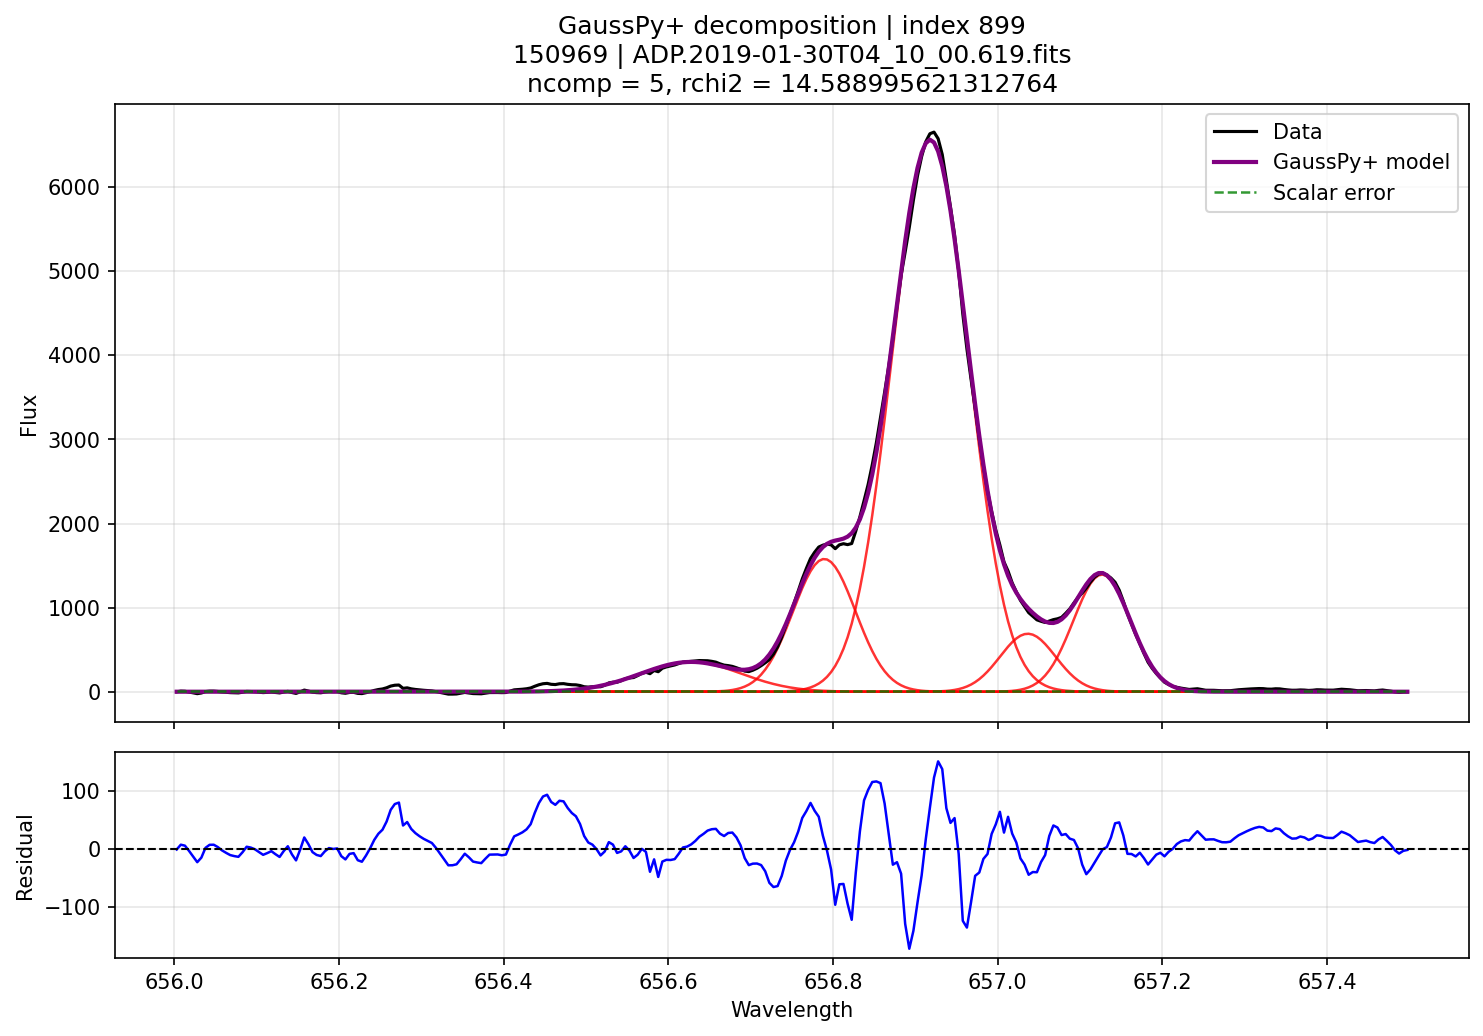 GaussPy+ decomposition | index 899
150969 | ADP.2019-01-30T04_10_00.619.fits
ncomp = 5, rchi2 = 14.588995621312764
Data
GaussPy+ model
Scalar error
Flux
6000
5000
4000
3000
2000
1000
0
Residual
100
0
−100
656.0 656.2 656.4 656.6 656.8 657.0 657.2 657.4
Wavelength